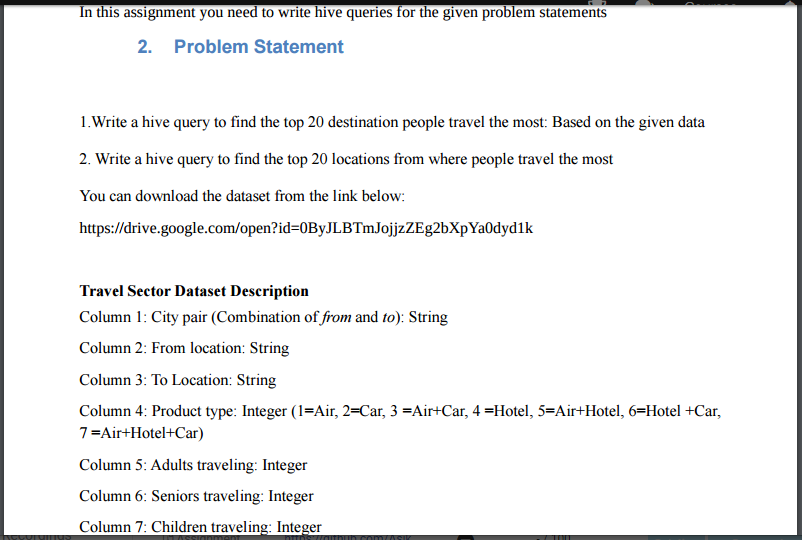 In this assignment you need to write hive queries for the given problem statements
2. Problem Statement
1.Write a hive query to find the top 20 destination people travel the most: Based on the given data
2. Write a hive query to find the top 20 locations from where people travel the most
You can download the dataset from the link below:
https://drive.google.com/open?id=0ByJLBTmJojjzZEg2bXpYa0dyd1k
Travel Sector Dataset Description
Column 1: City pair (Combination of from and to): String
Column 2: From location: String
Column 3: To Location: String
Column 4: Product type: Integer (1=Air, 2=Car, 3 =Air+Car, 4 =Hotel, 5=Air+Hotel, 6=Hotel +Car,
7 =Air+Hotel+Car)
Column 5: Adults traveling: Integer
Column 6: Seniors traveling: Integer
Column 7: Children traveling: Integer